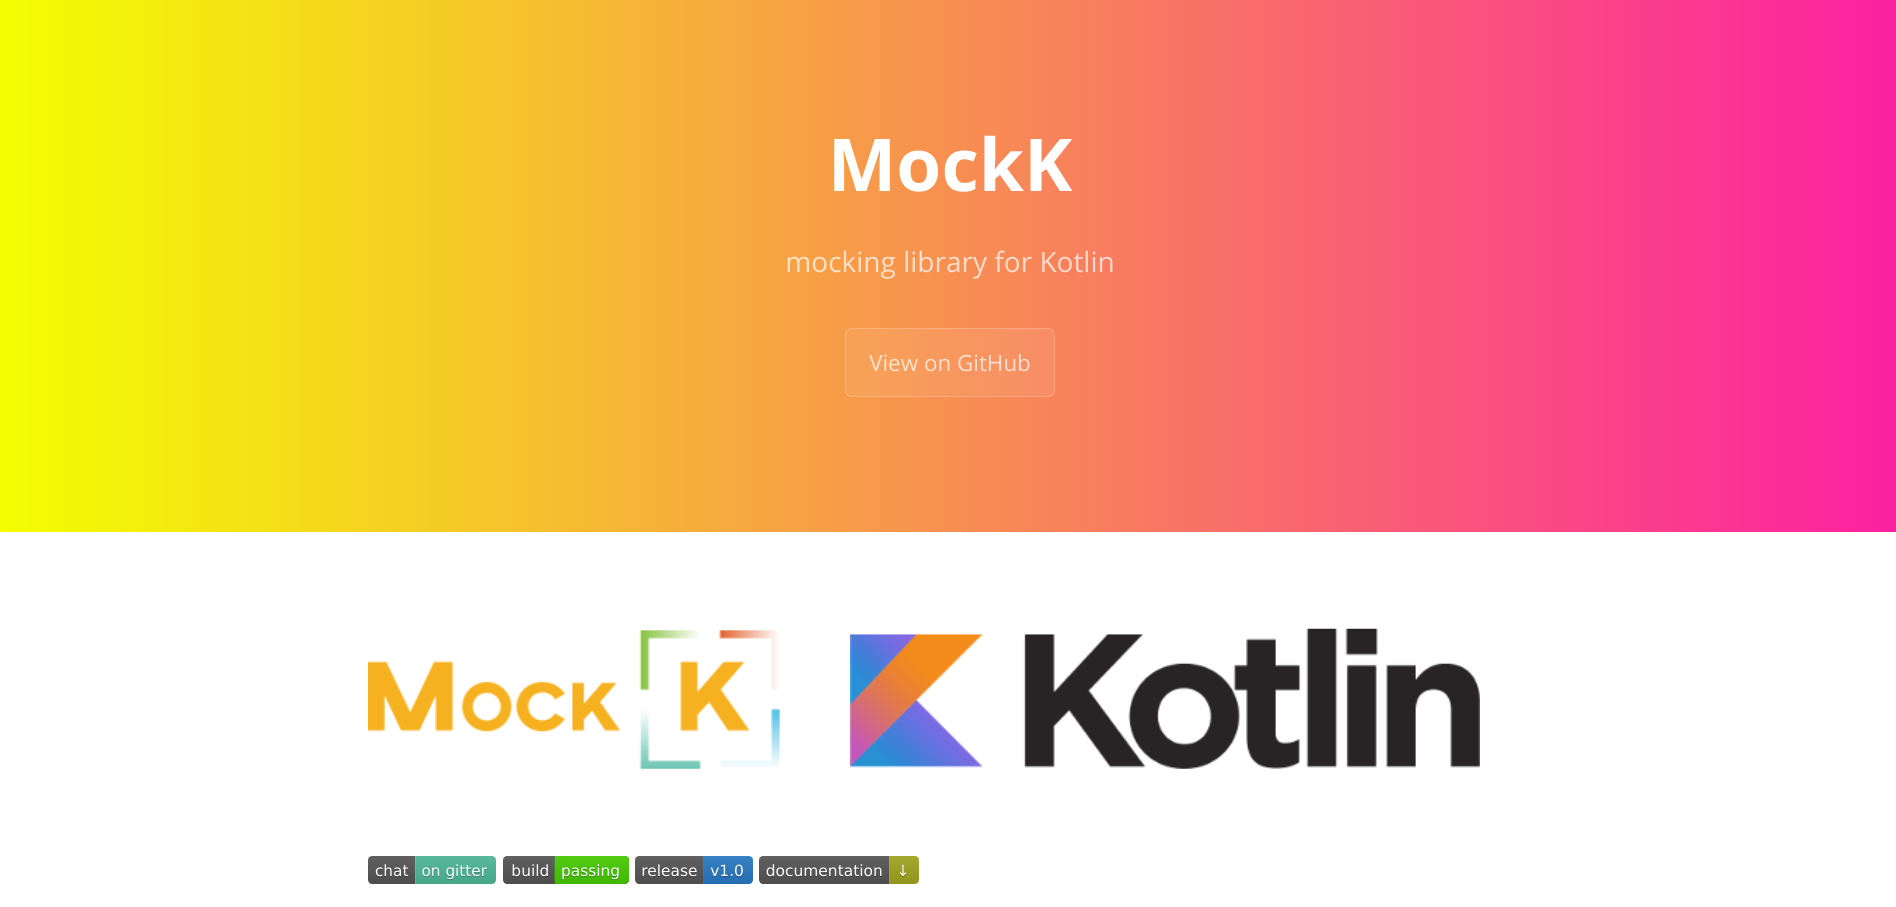 MockK
mocking library for Kotlin
View on GitHub
Mock K Kotlin
chat on gitter build passing release v1.0 documentation ↓